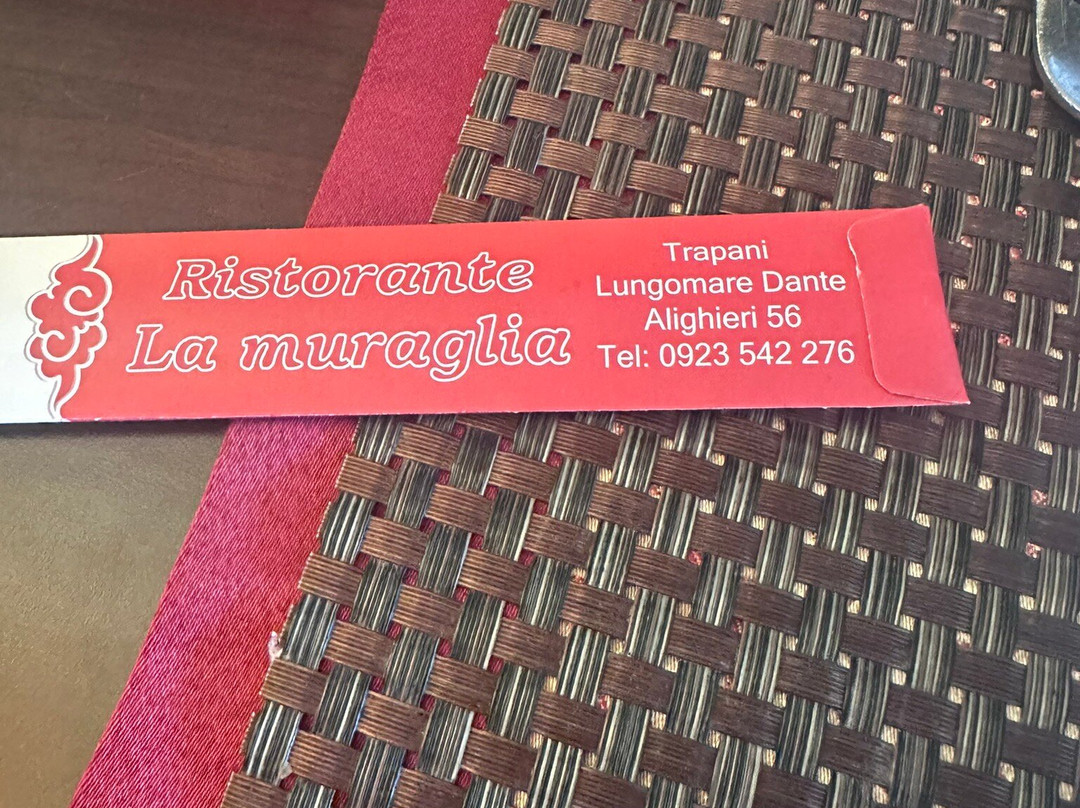 Ristorante
La muraglia
Trapani
Lungomare Dante
Alighieri 56
Tel: 0923 542 276